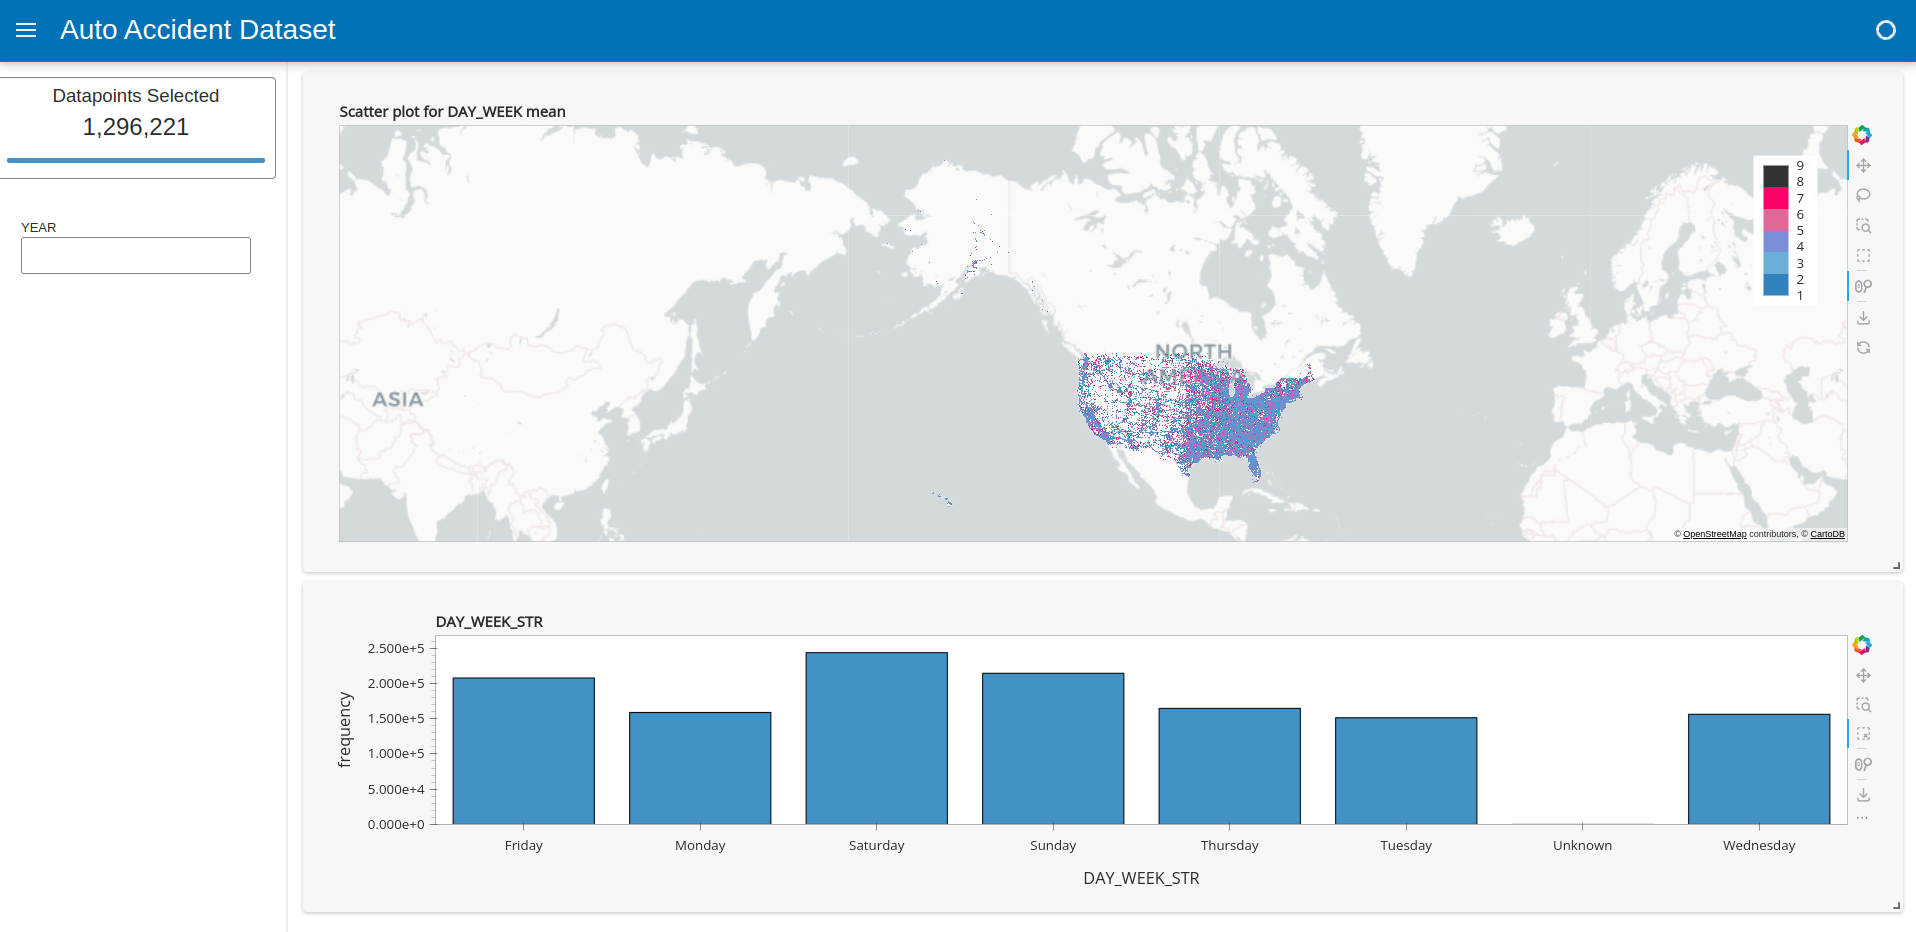 Auto Accident Dataset
Datapoints Selected
1,296,221
YEAR
Scatter plot for DAY_WEEK mean
9
8
7
6
5
4
3
2
1
NORTH
AMERICA
ASIA
© OpenStreetMap contributors, © CartoDB
DAY_WEEK_STR
frequency
2.500e+5
2.000e+5
1.500e+5
1.000e+5
5.000e+4
0.000e+0
Friday Monday Saturday Sunday Thursday Tuesday Unknown Wednesday
DAY_WEEK_STR